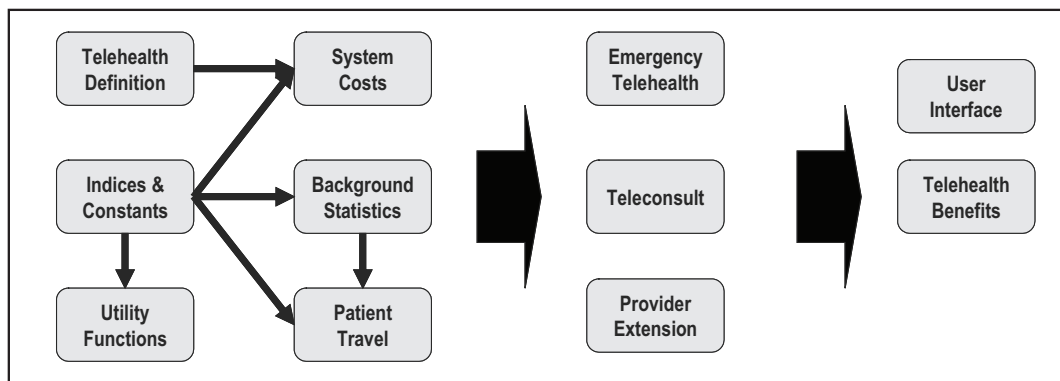 Telehealth
Definition
System
Costs
Indices &
Constants
Background
Statistics
Utility
Functions
Patient
Travel
Emergency
Telehealth
Teleconsult
Provider
Extension
User
Interface
Telehealth
Benefits